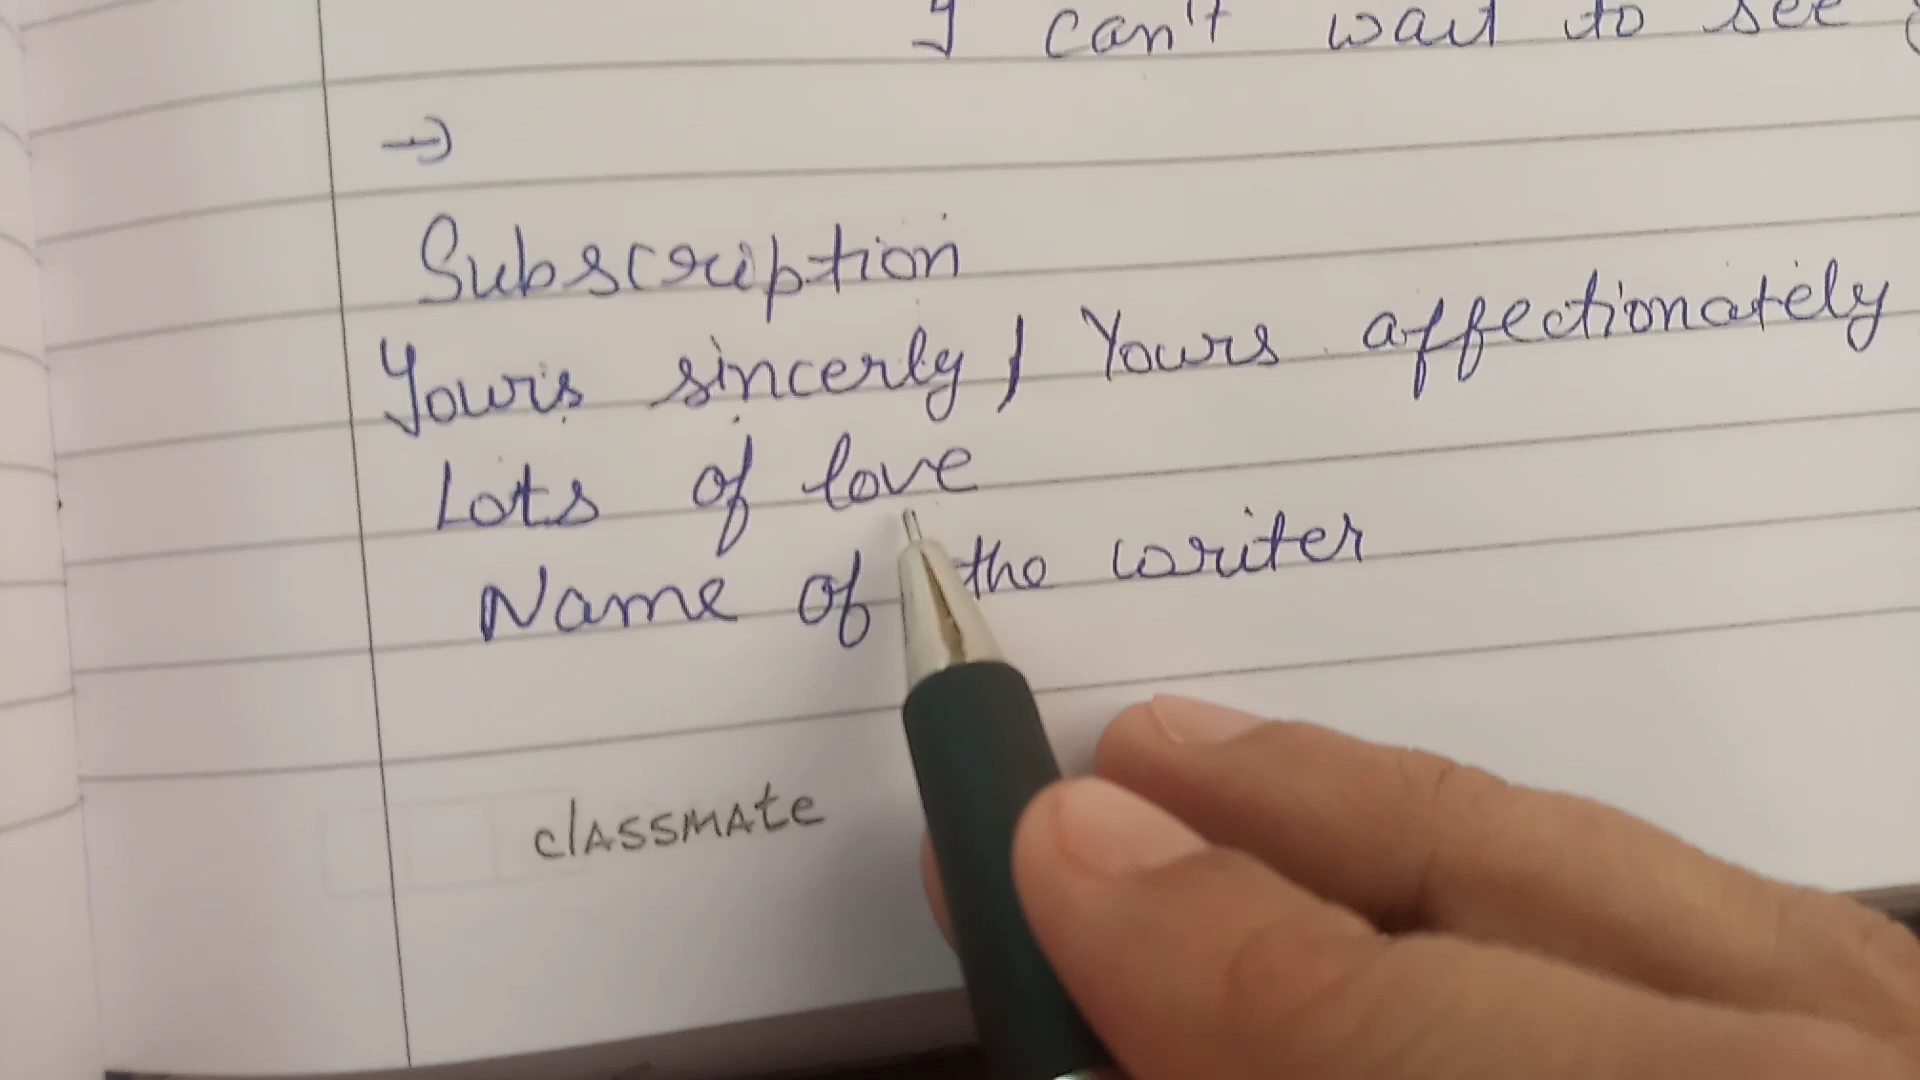 I can't wait to see
→
Subscription
Yours sincerly / Yours affectionately
Lots of love
Name of the writer
classmate